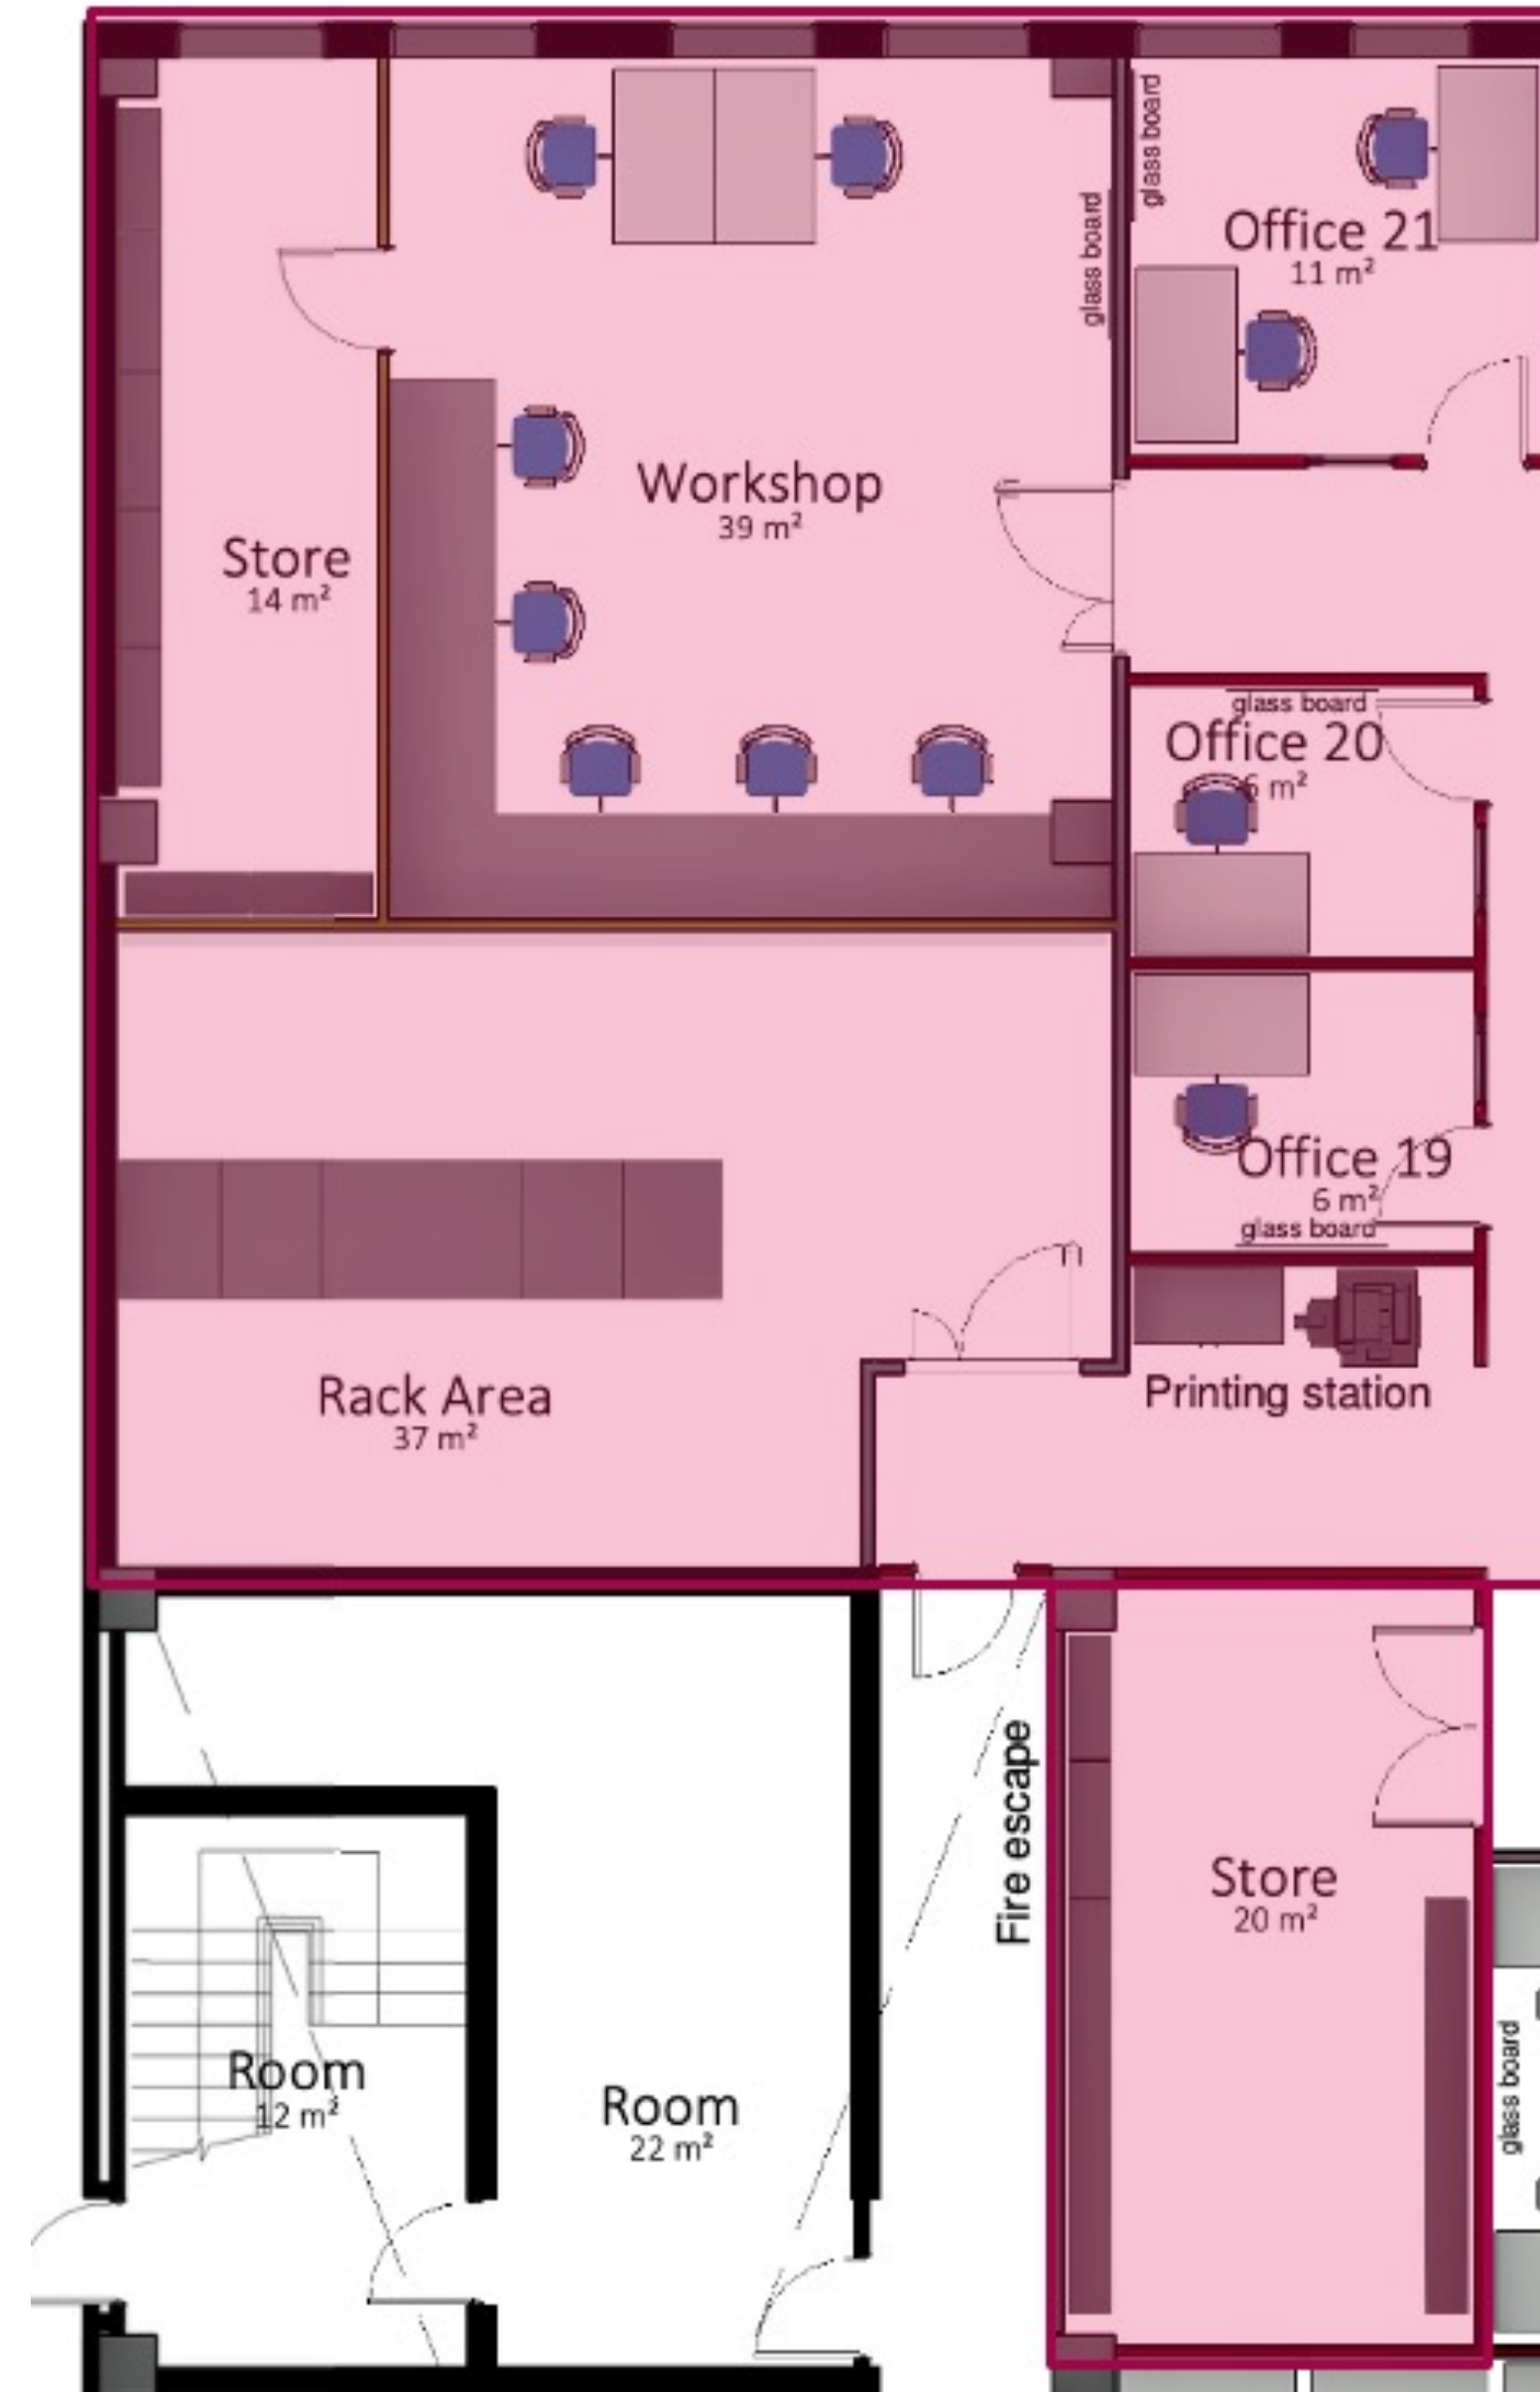 glass board
glass board
Office 21
11 m²
Workshop
39 m²
Store
14 m²
glass board
Office 20
6 m²
Office 19
6 m²
glass board
Rack Area
37 m²
Printing station
Fire escape
Store
20 m²
glass board
Room
12 m²
Room
22 m²